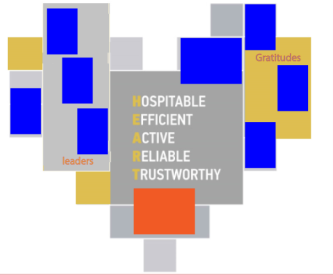 Gratitudes
HOSPITABLE
EFFICIENT
ACTIVE
RELIABLE
TRUSTWORTHY
leaders